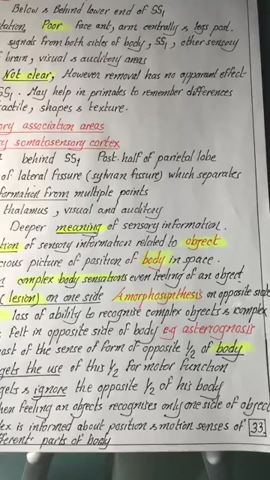 Below & Behind lower end of SS1
tation, Poor face ant, arm centrally & legs post.
signals from both sides of body, SS1, other sensory
f brain, visual & auditory areas
Not clear, However removal has no apparent effect
SS1. May help in primates to remember differences
tactile, shapes & texture.
ory association areas
ry somatosensory cortex
behind SS1 Post. half of parietal lobe
of lateral fissure (sylvian fissure) which separates
formation from multiple points
thalamus, visual and auditory
Deeper meaning of sensory information.
tion of sensory information related to object
cious picture of position of body in space.
complex body sensations even feeling of an object
(lesion) on one side Amorphosynthesis on opposite side
loss of ability to recognise complex objects & complex
felt in opposite side of body eg asterognosis
ost of the sense of form of opposite 1/2 of body
gets the use of this 1/2 for motor function
gets & ignore the opposite 1/2 of his body
hen feeling an objects recognises only one side of object
ex is informed about position & motion senses of 33
ferent parts of body